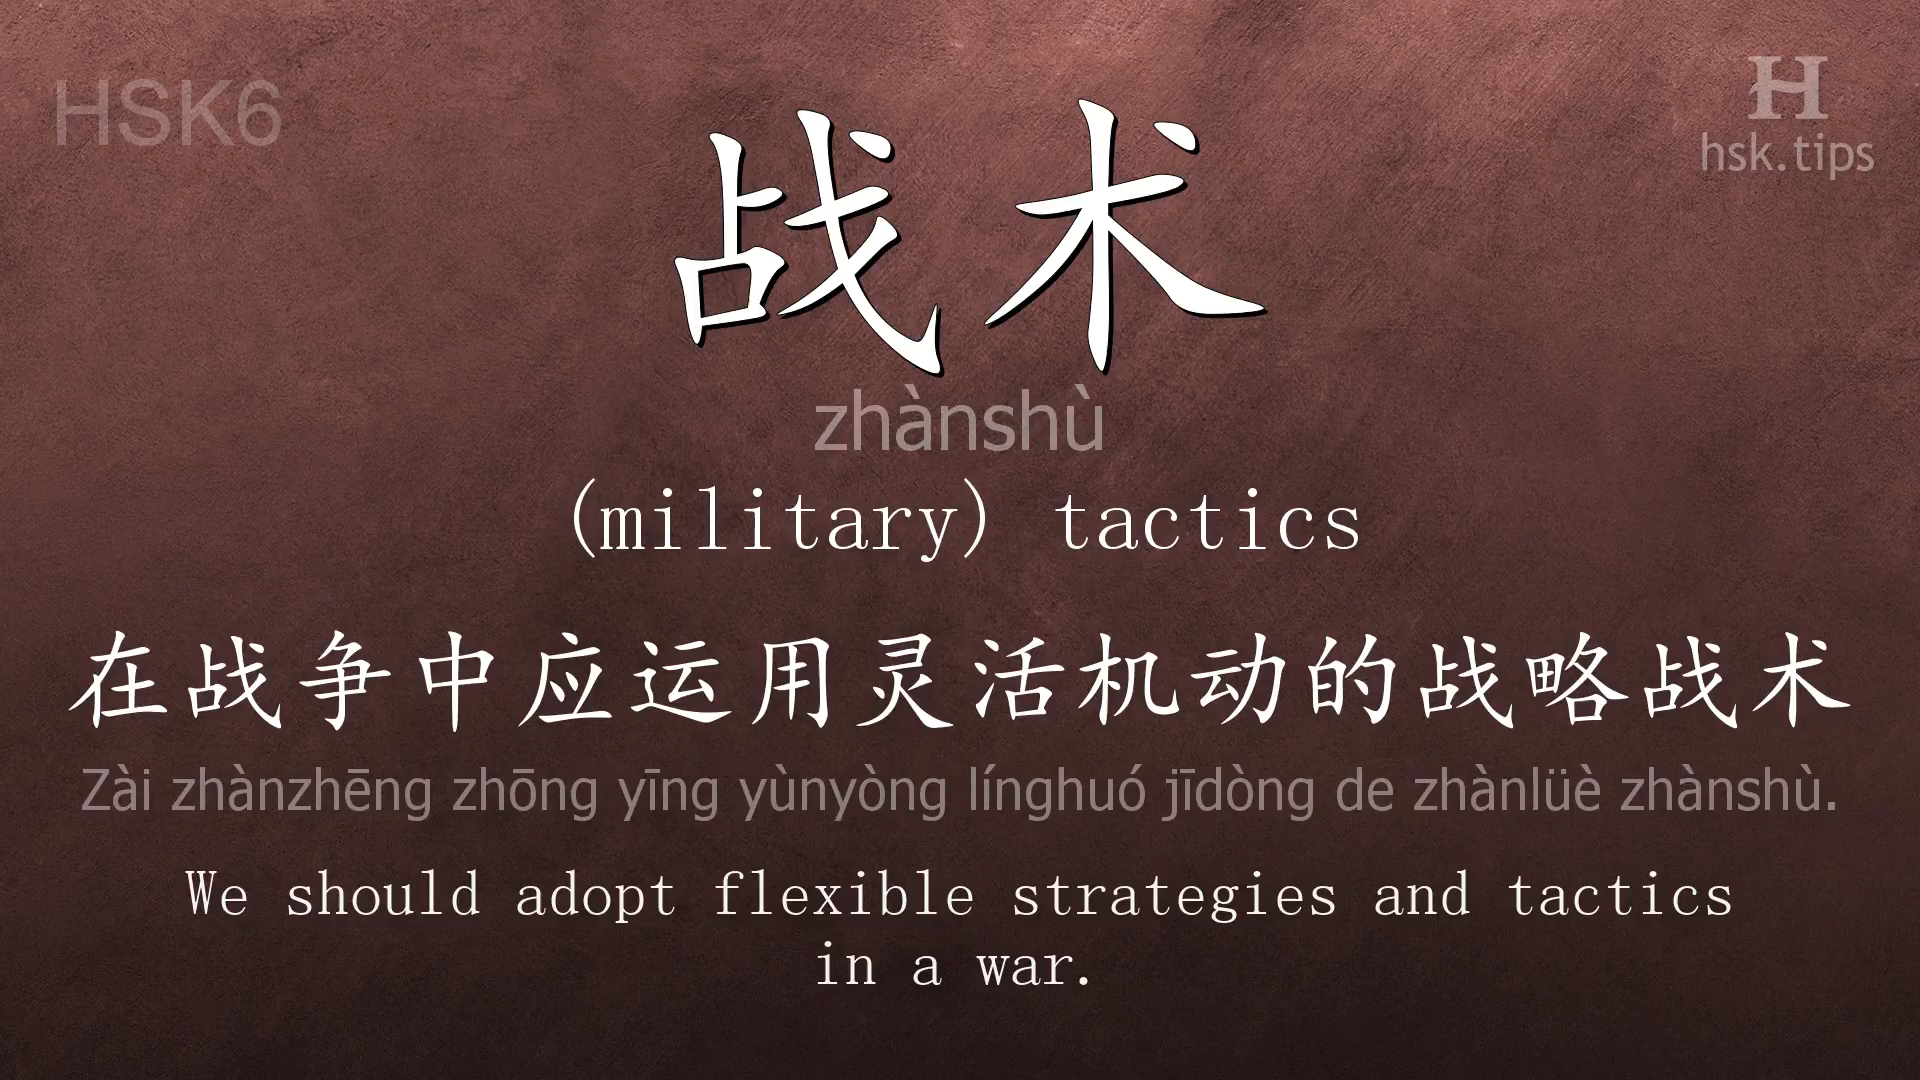 HSK6
H
hsk.tips
战术
zhànshù
(military) tactics
在战争中应运用灵活机动的战略战术
Zài zhànzhēng zhōng yīng yùnyòng línghuó jīdòng de zhànlüè zhànshù.
We should adopt flexible strategies and tactics
in a war.